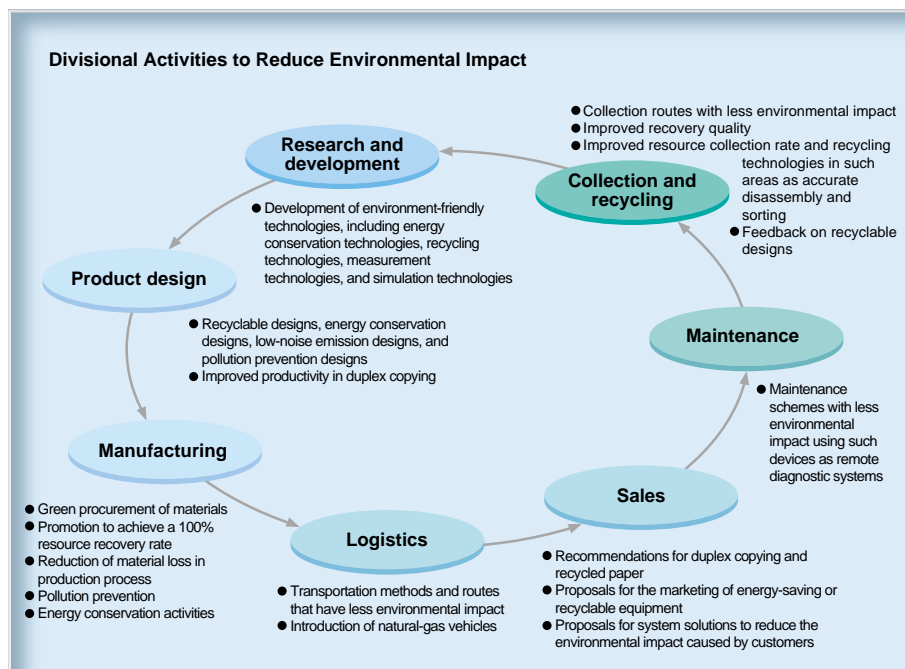 Divisional Activities to Reduce Environmental Impact
Research and
development
● Development of environment-friendly
technologies, including energy
conservation technologies, recycling
technologies, measurement
technologies, and simulation technologies
Product design
● Recyclable designs, energy conservation
designs, low-noise emission designs, and
pollution prevention designs
● Improved productivity in duplex copying
Manufacturing
● Green procurement of materials
● Promotion to achieve a 100%
resource recovery rate
● Reduction of material loss in
production process
● Pollution prevention
● Energy conservation activities
Logistics
● Transportation methods and routes
that have less environmental impact
● Introduction of natural-gas vehicles
Sales
● Recommendations for duplex copying and
recycled paper
● Proposals for the marketing of energy-saving or
recyclable equipment
● Proposals for system solutions to reduce the
environmental impact caused by customers
Maintenance
● Maintenance
schemes with less
environmental
impact using such
devices as remote
diagnostic systems
Collection and
recycling
● Collection routes with less environmental impact
● Improved recovery quality
● Improved resource collection rate and recycling
technologies in such
areas as accurate
disassembly and
sorting
● Feedback on recyclable
designs